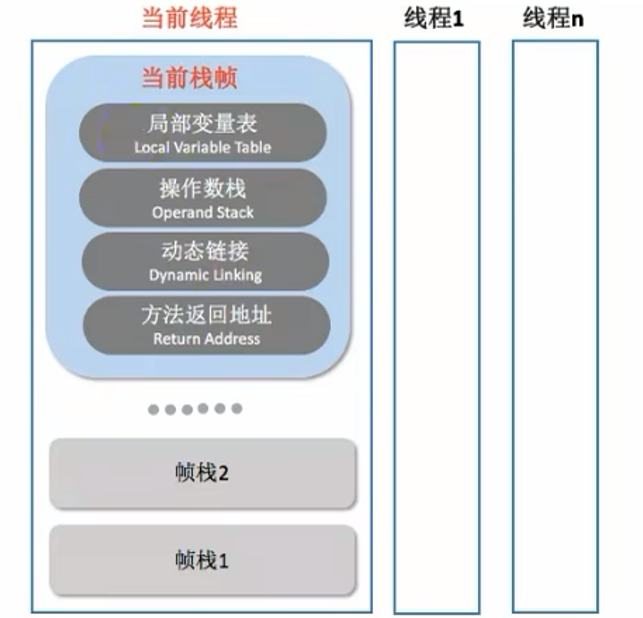 当前线程
线程1
线程n
当前栈帧
局部变量表
Local Variable Table
操作数栈
Operand Stack
动态链接
Dynamic Linking
方法返回地址
Return Address
帧栈2
帧栈1